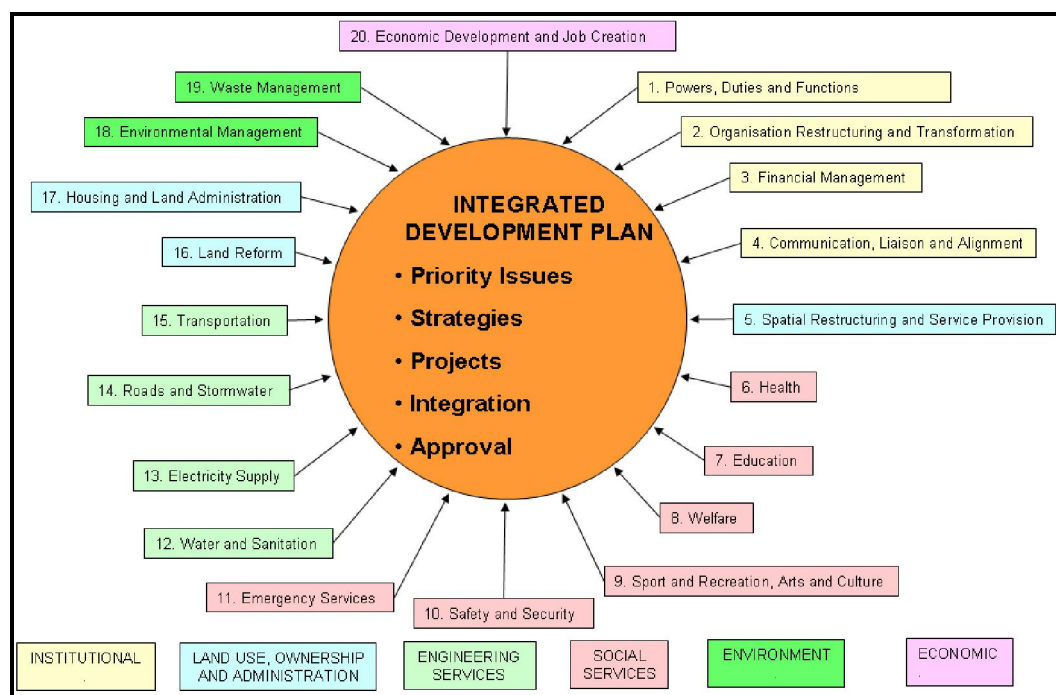 20. Economic Development and Job Creation
19. Waste Management
1. Powers, Duties and Functions
18. Environmental Management
2. Organisation Restructuring and Transformation
17. Housing and Land Administration
3. Financial Management
INTEGRATED
DEVELOPMENT PLAN
16. Land Reform
4. Communication, Liaison and Alignment
• Priority Issues
15. Transportation
• Strategies
5. Spatial Restructuring and Service Provision
• Projects
14. Roads and Stormwater
6. Health
• Integration
• Approval
13. Electricity Supply
7. Education
12. Water and Sanitation
8. Welfare
11. Emergency Services
10. Safety and Security
9. Sport and Recreation, Arts and Culture
INSTITUTIONAL
.
LAND USE, OWNERSHIP
AND ADMINISTRATION
ENGINEERING
SERVICES
SOCIAL
SERVICES
ENVIRONMENT
.
ECONOMIC
.